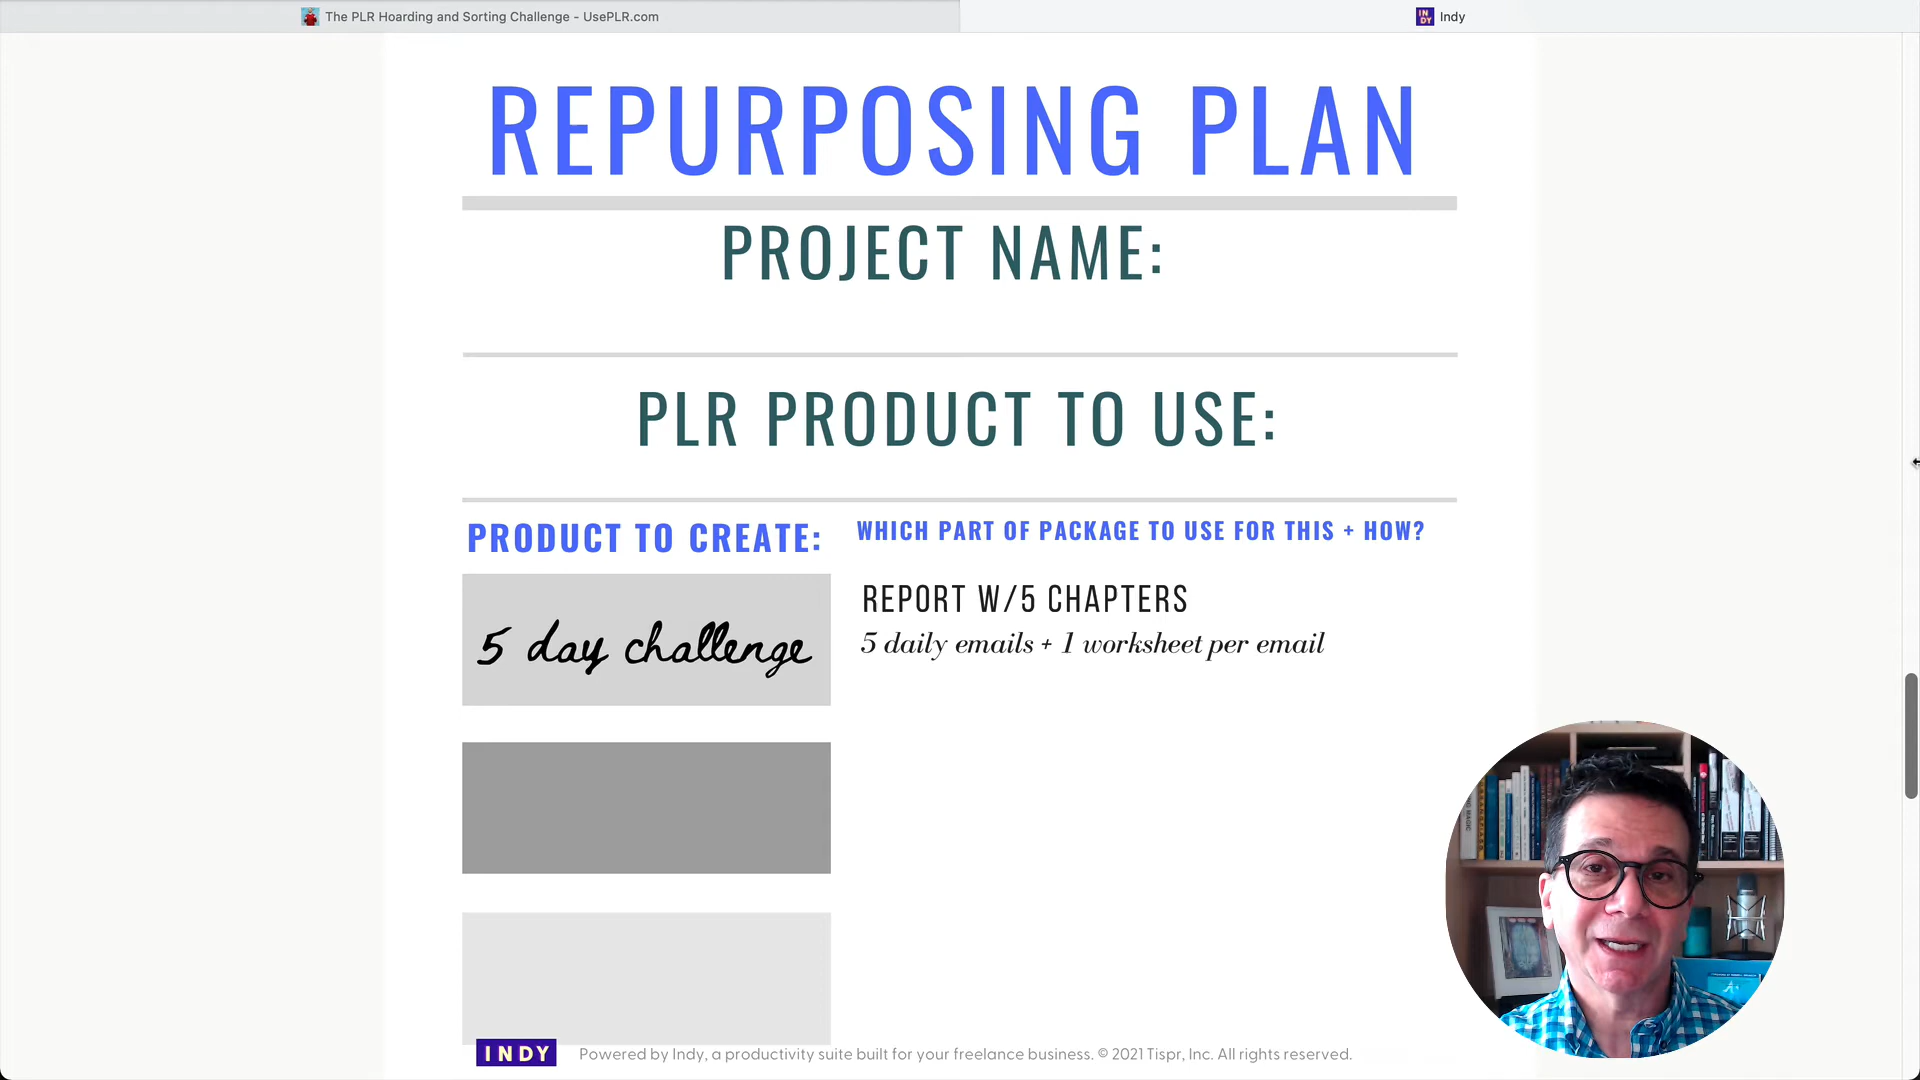 The PLR Hoarding and Sorting Challenge - UsePLR.com
Indy
REPURPOSING PLAN
PROJECT NAME:
PLR PRODUCT TO USE:
PRODUCT TO CREATE:
WHICH PART OF PACKAGE TO USE FOR THIS + HOW?
5 day challenge
REPORT W/5 CHAPTERS
5 daily emails + 1 worksheet per email
INDY
Powered by Indy, a productivity suite built for your freelance business. © 2021 Tispr, Inc. All rights reserved.